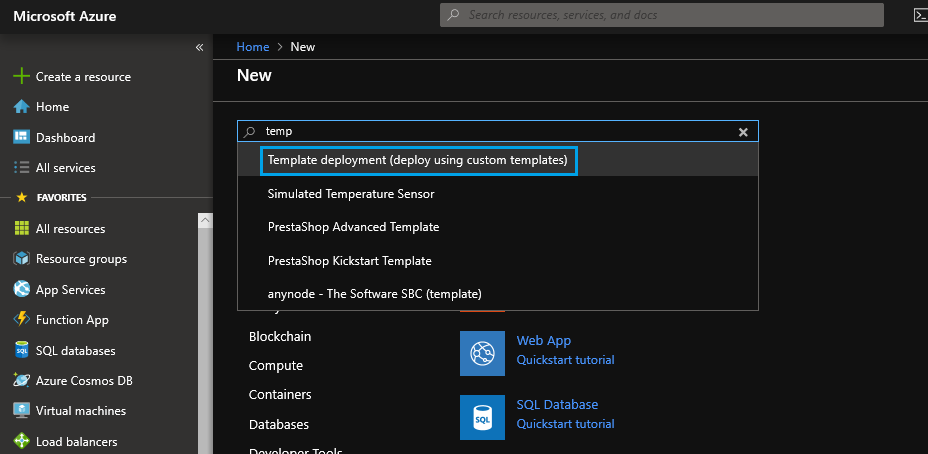 Microsoft Azure
Search resources, services, and docs
«
Home > New
New
Create a resource
Home
Dashboard
All services
FAVORITES
All resources
Resource groups
App Services
Function App
SQL databases
Azure Cosmos DB
Virtual machines
Load balancers
temp
Template deployment (deploy using custom templates)
Simulated Temperature Sensor
PrestaShop Advanced Template
PrestaShop Kickstart Template
anynode - The Software SBC (template)
Blockchain
Compute
Containers
Databases
Developer Tools
Web App
Quickstart tutorial
SQL
SQL Database
Quickstart tutorial